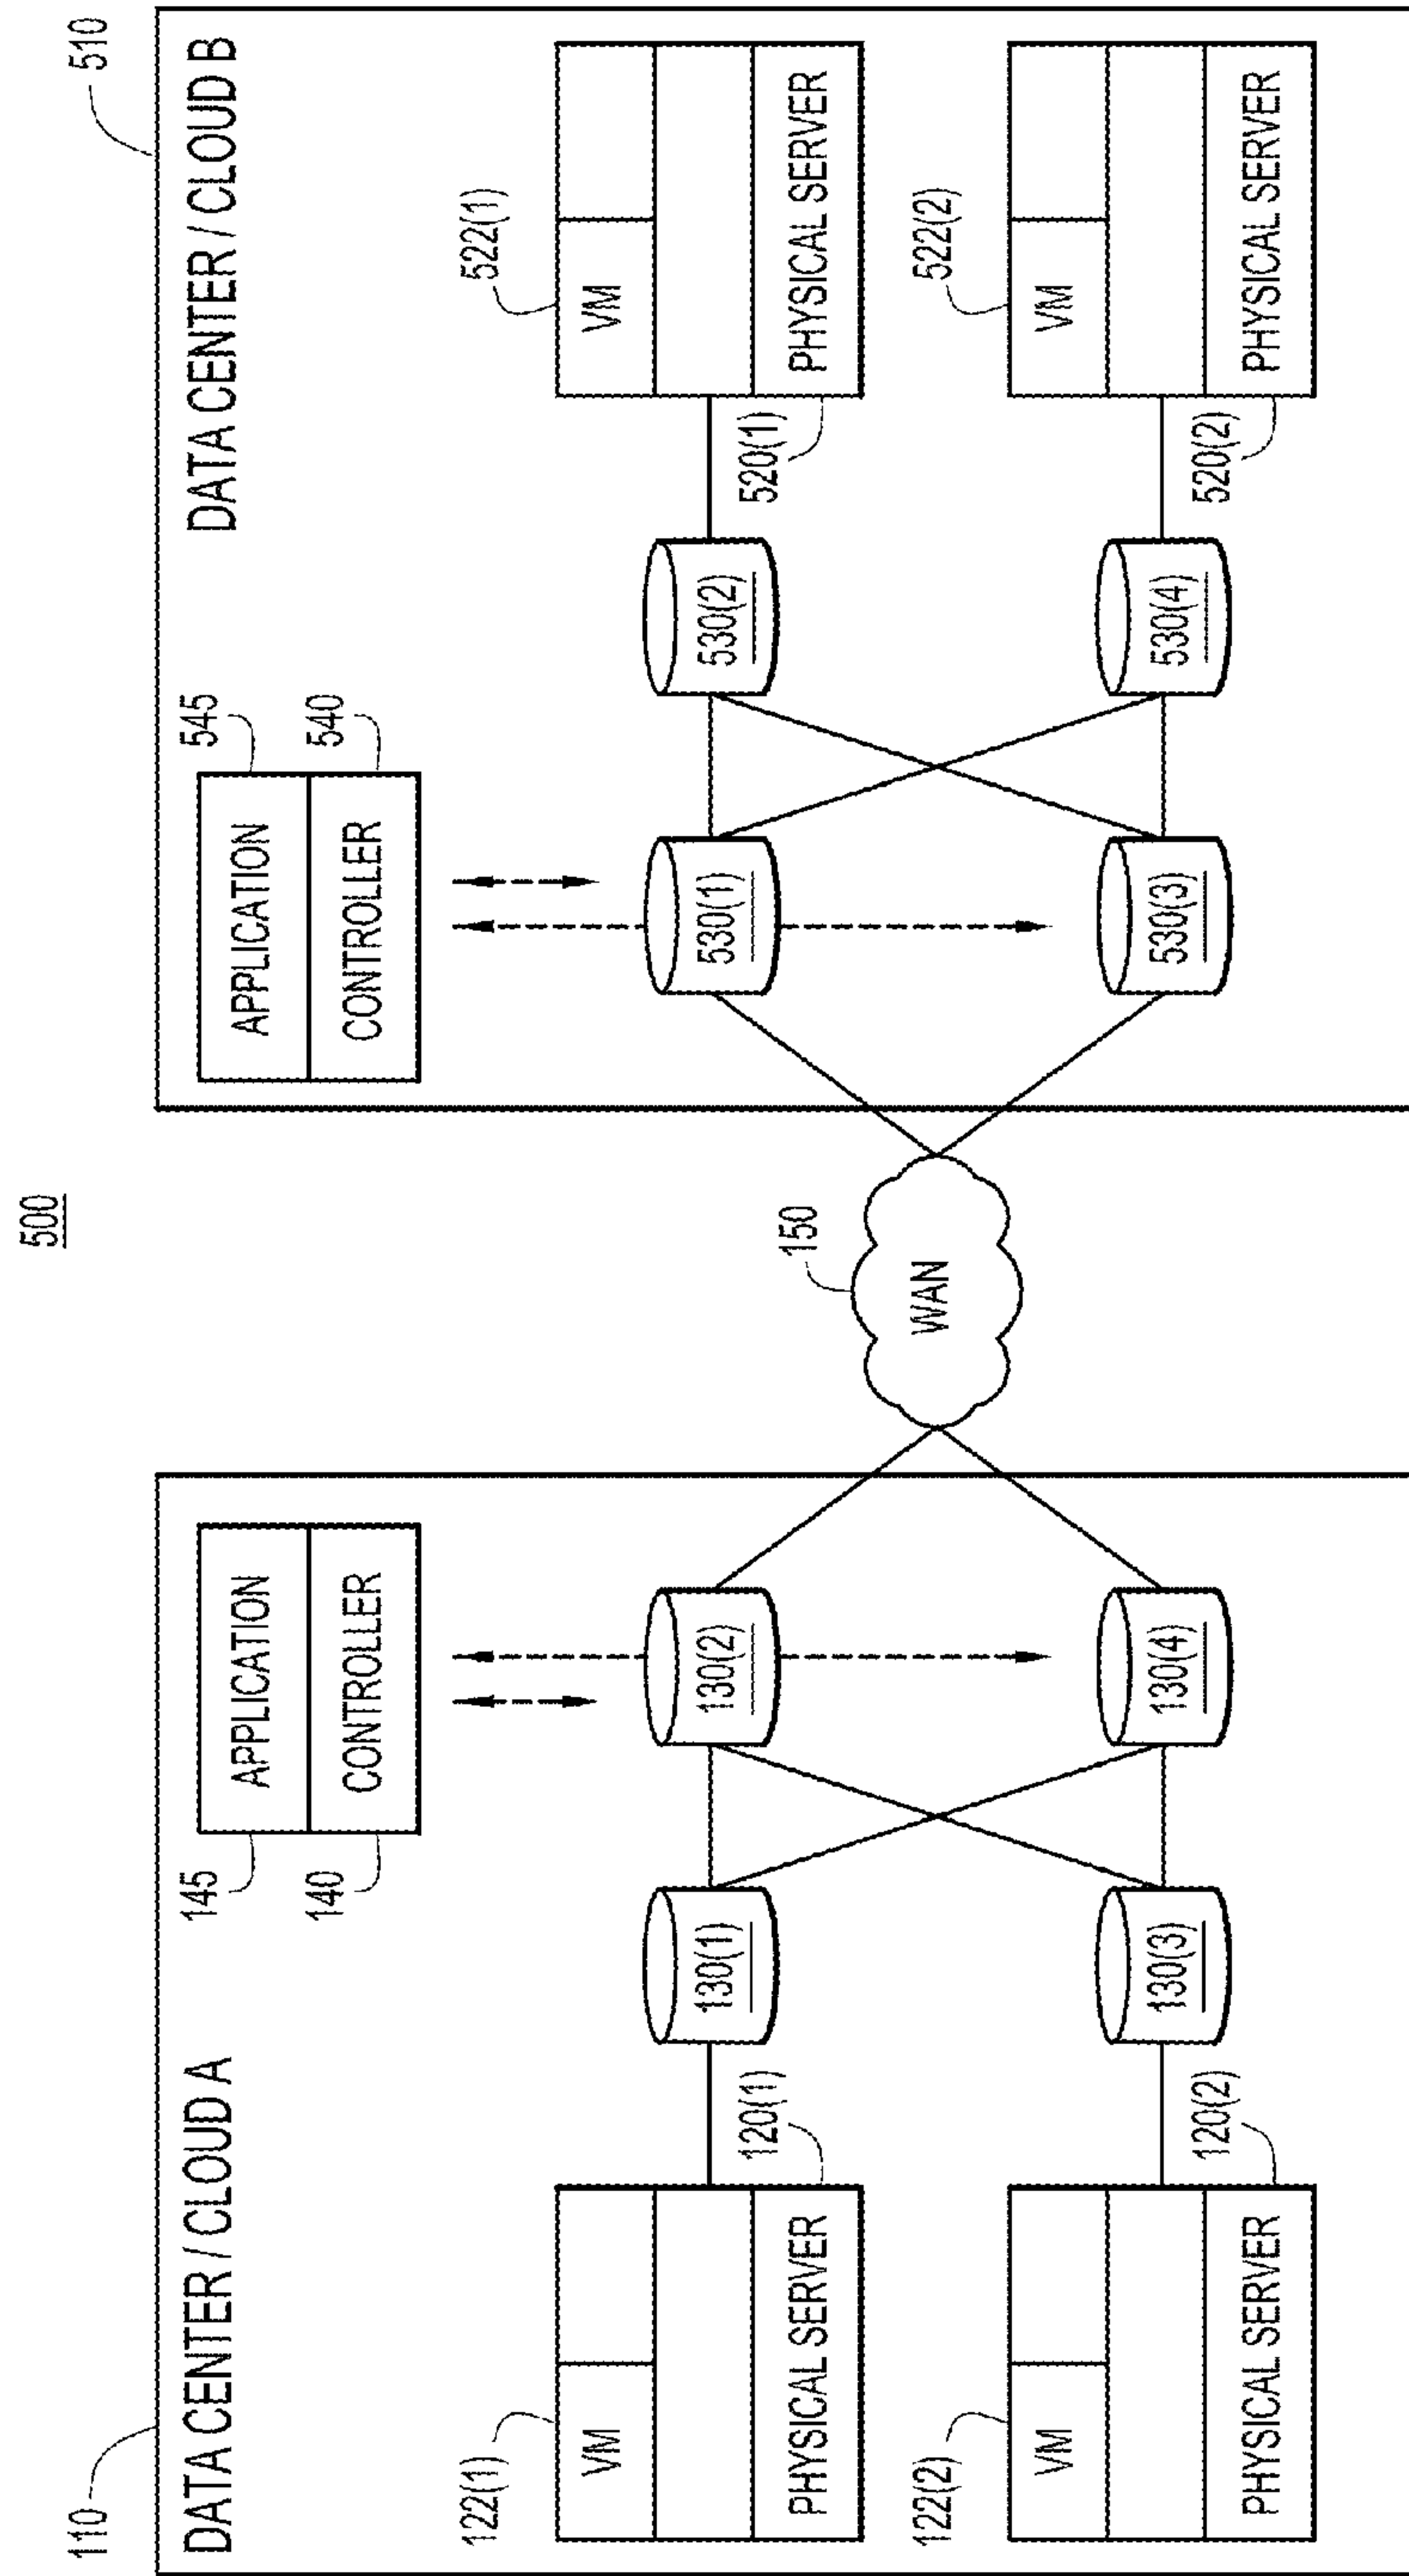 500
110
DATA CENTER / CLOUD A
145
APPLICATION
140
CONTROLLER
122(1)
VM
PHYSICAL SERVER
120(1)
130(1)
130(2)
122(2)
VM
PHYSICAL SERVER
120(2)
130(3)
130(4)
150
WAN
510
DATA CENTER / CLOUD B
APPLICATION
545
CONTROLLER
540
530(1)
530(2)
522(1)
VM
520(1)
PHYSICAL SERVER
530(3)
530(4)
522(2)
VM
520(2)
PHYSICAL SERVER